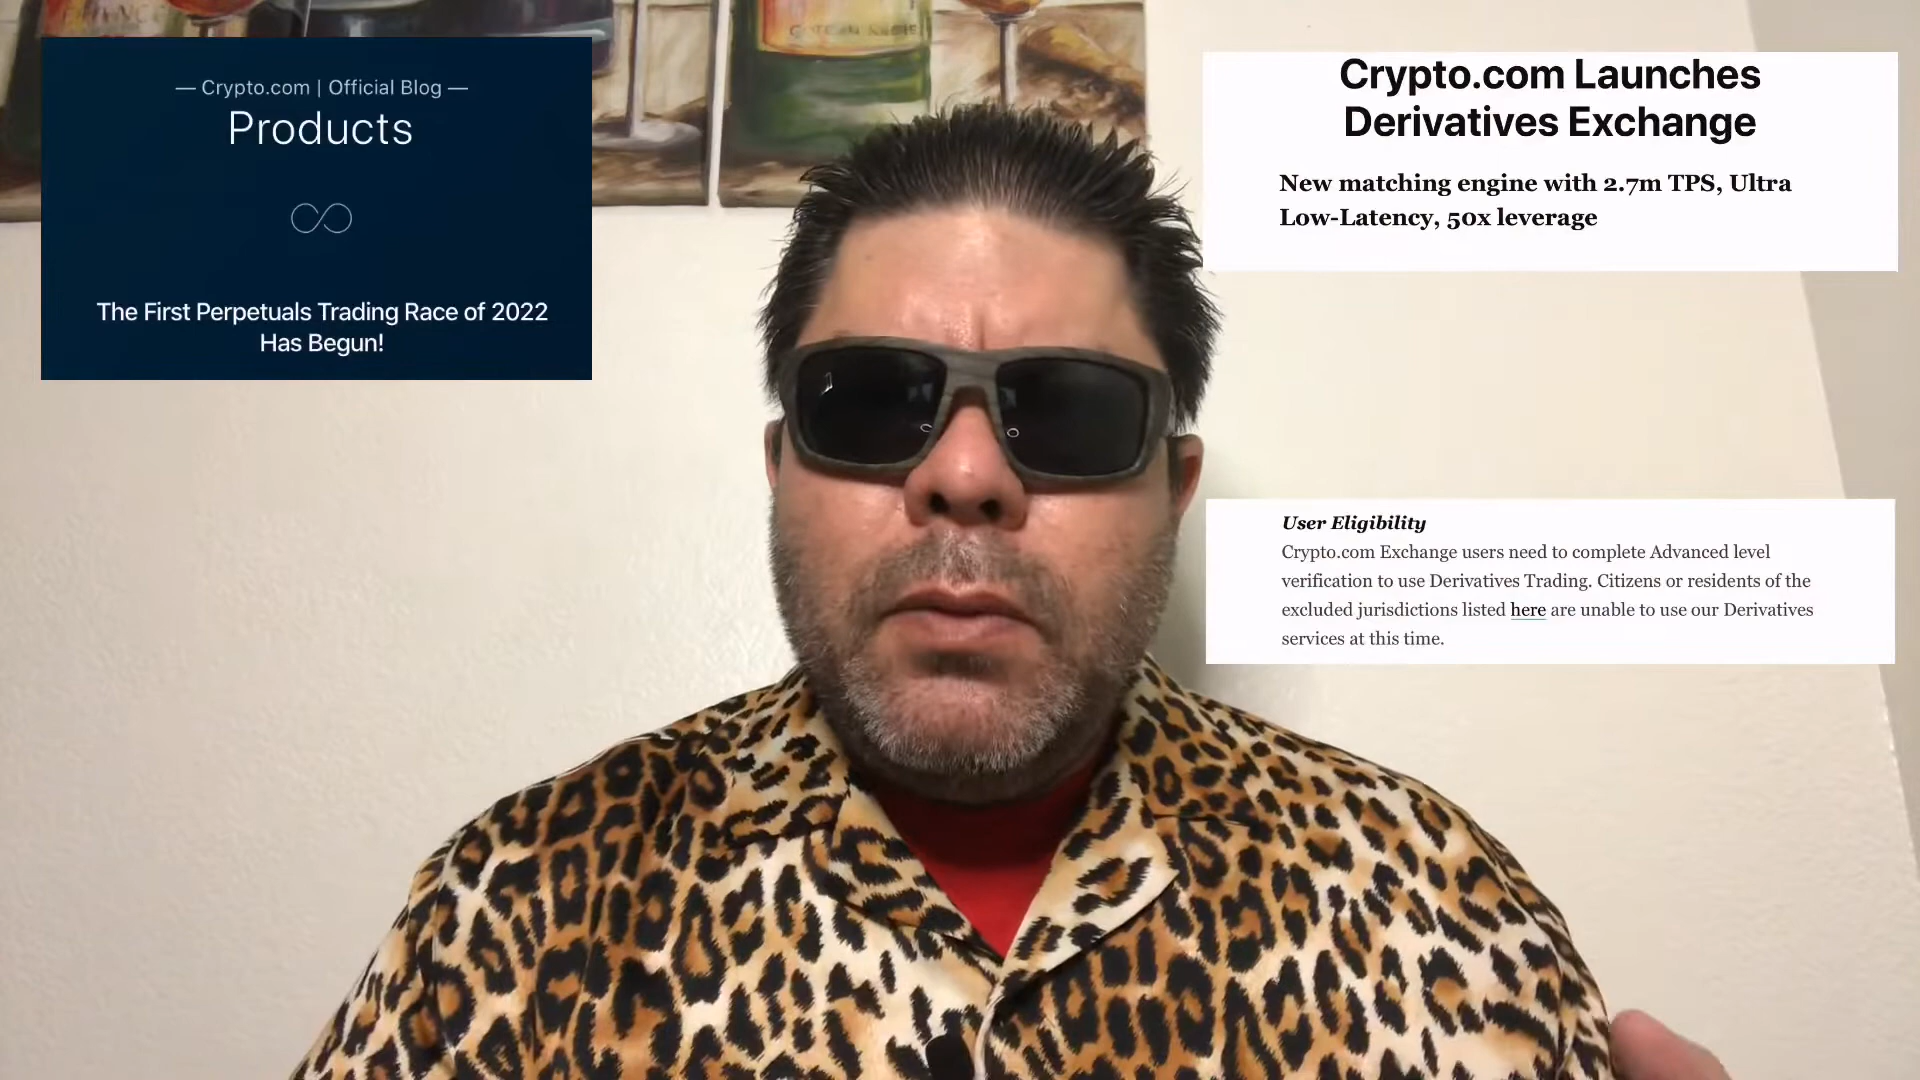 — Crypto.com | Official Blog —
Products
The First Perpetuals Trading Race of 2022
Has Begun!
Crypto.com Launches
Derivatives Exchange
New matching engine with 2.7m TPS, Ultra
Low-Latency, 50x leverage
User Eligibility
Crypto.com Exchange users need to complete Advanced level
verification to use Derivatives Trading. Citizens or residents of the
excluded jurisdictions listed here are unable to use our Derivatives
services at this time.